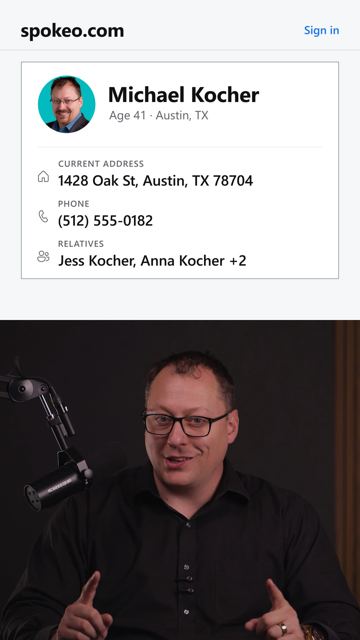 spokeo.com
Sign in
Michael Kocher
Age 41 · Austin, TX
CURRENT ADDRESS
1428 Oak St, Austin, TX 78704
PHONE
(512) 555-0182
RELATIVES
Jess Kocher, Anna Kocher +2